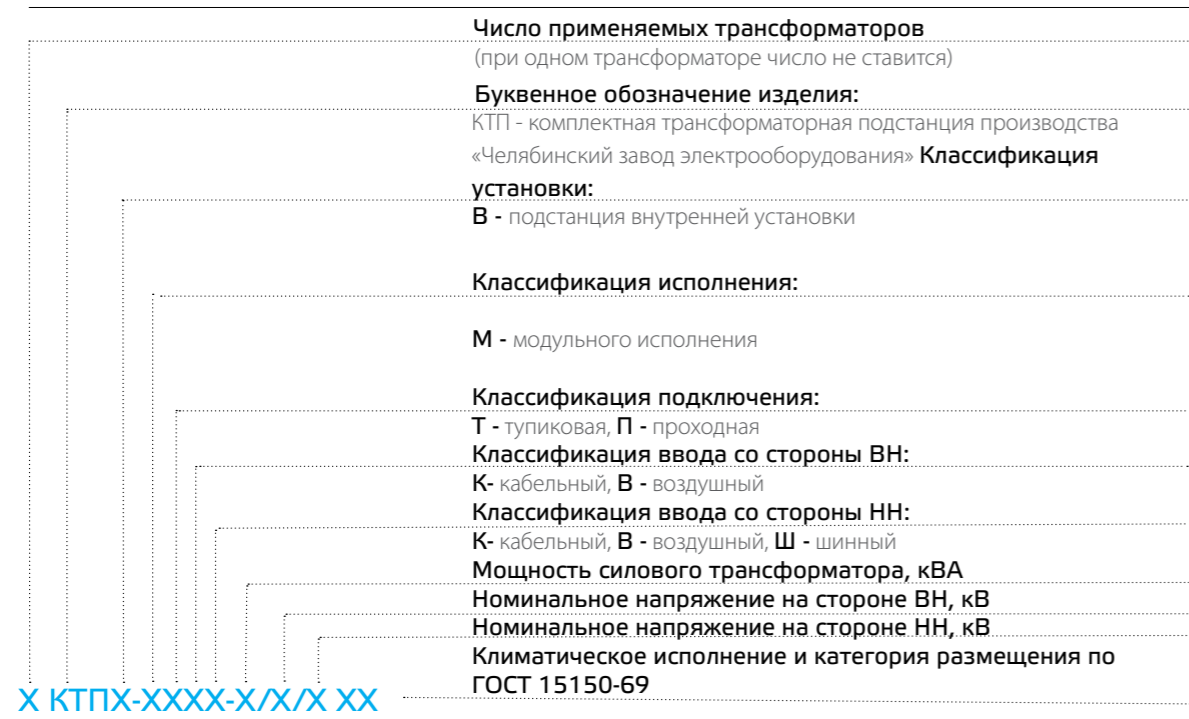 Число применяемых трансформаторов
(при одном трансформаторе число не ставится)
Буквенное обозначение изделия:
КТП - комплектная трансформаторная подстанция производства
«Челябинский завод электрооборудования» Классификация
установки:
В - подстанция внутренней установки
Классификация исполнения:
М - модульного исполнения
Классификация подключения:
Т - тупиковая, П - проходная
Классификация ввода со стороны ВН:
К- кабельный, В - воздушный
Классификация ввода со стороны НН:
К- кабельный, В - воздушный, Ш - шинный
Мощность силового трансформатора, кВА
Номинальное напряжение на стороне ВН, кВ
Номинальное напряжение на стороне НН, кВ
Климатическое исполнение и категория размещения по
ГОСТ 15150-69
Х КТПХ-ХХХХ-Х/Х/Х ХХ